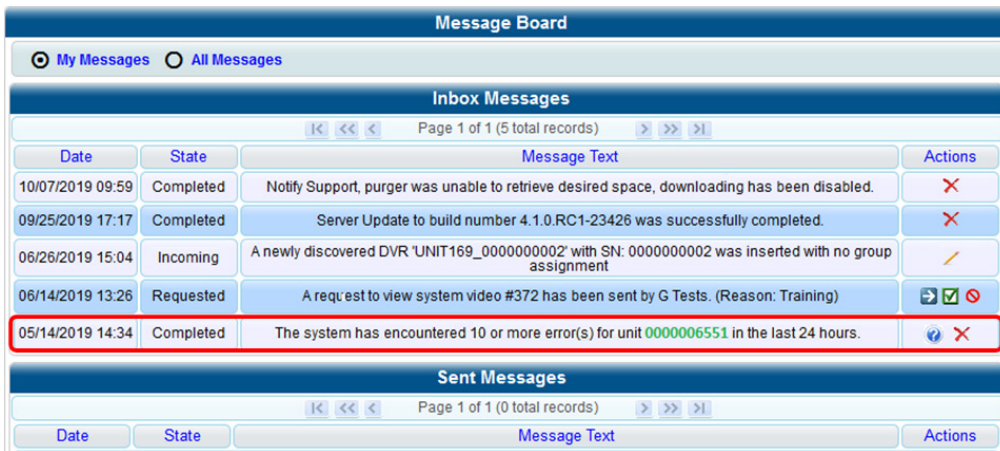 Message Board
My Messages All Messages
Inbox Messages
Page 1 of 1 (5 total records)
Date State Message Text Actions
10/07/2019 09:59 Completed Notify Support, purger was unable to retrieve desired space, downloading has been disabled.
09/25/2019 17:17 Completed Server Update to build number 4.1.0.RC1-23426 was successfully completed.
06/26/2019 15:04 Incoming A newly discovered DVR 'UNIT169_0000000002' with SN: 0000000002 was inserted with no group
assignment
06/14/2019 13:26 Requested A request to view system video #372 has been sent by G Tests. (Reason: Training)
05/14/2019 14:34 Completed The system has encountered 10 or more error(s) for unit 0000006551 in the last 24 hours.
Sent Messages
Page 1 of 1 (0 total records)
Date State Message Text Actions